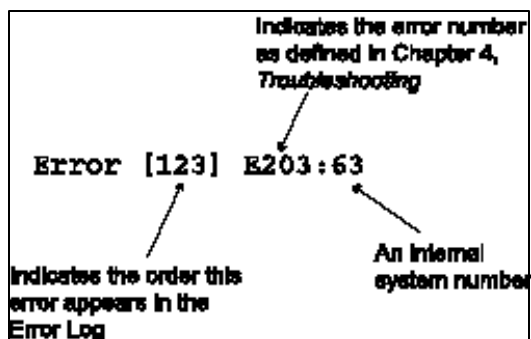 Indicates the error number
as defined in Chapter 4,
Troubleshooting
Error [123] E203:63
An internal
system number
Indicates the order this
error appears in the
Error Log